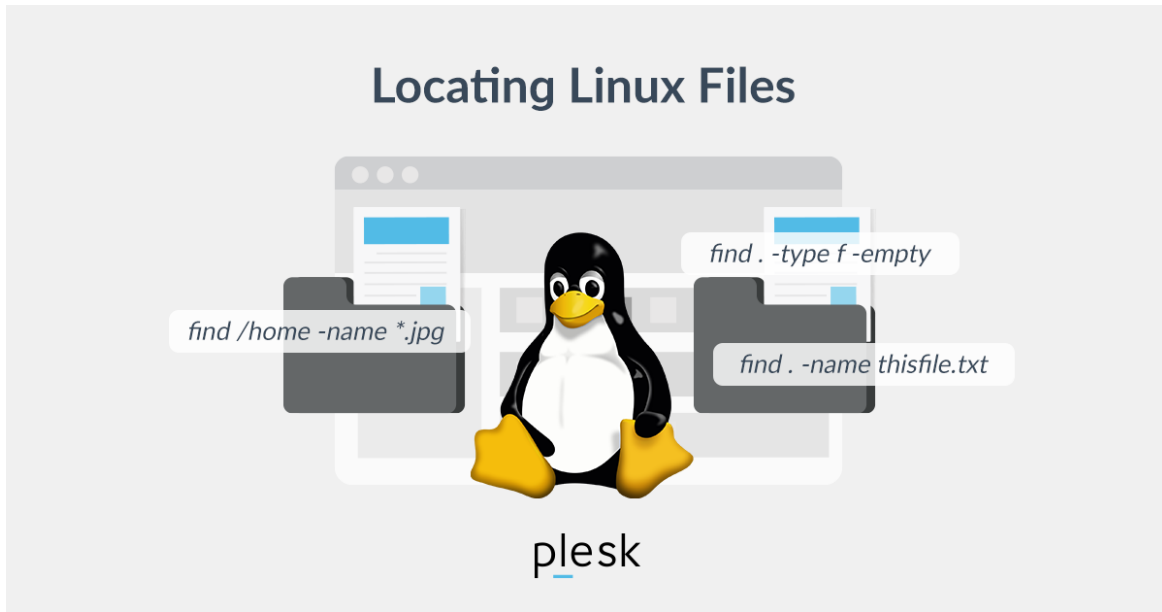 Locating Linux Files
find . -type f -empty
find /home -name *.jpg
find . -name thisfile.txt
plesk